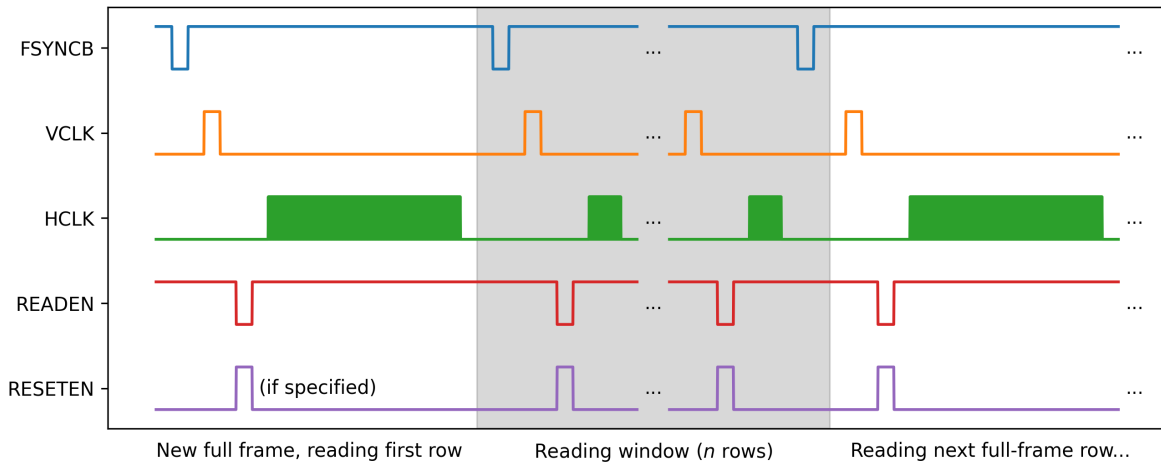 FSYNCB
... ...
VCLK
... ...
HCLK
... ...
READEN
... ...
RESETEN
(if specified) ... ...
New full frame, reading first row Reading window (n rows) Reading next full-frame row...